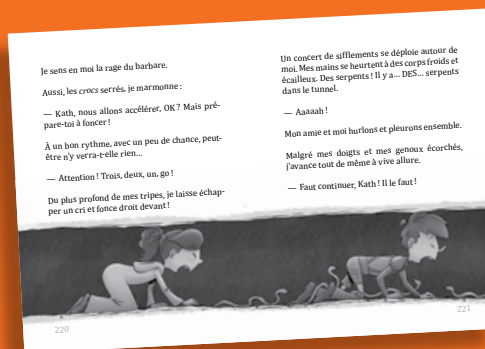 Je sens en moi la rage du barbare.
Aussi, les crocs serrés, je marmonne :
— Kath, nous allons accélérer, OK ? Mais pré-
pare-toi à foncer !
À un bon rythme, avec un peu de chance, peut-
être n'y verra-t-elle rien...
— Attention ! Trois, deux, un, go !
Du plus profond de mes tripes, je laisse échap-
per un cri et fonce droit devant !
220
Un concert de sifflements se déploie autour de
moi. Mes mains se heurtent à des corps froids et
écailleux. Des serpents ! Il y a... DES... serpents
dans le tunnel.
— Aaaaah !
Mon amie et moi hurlons et pleurons ensemble.
Malgré mes doigts et mes genoux écorchés,
j'avance tout de même à vive allure.
— Faut continuer, Kath ! Il le faut !
221